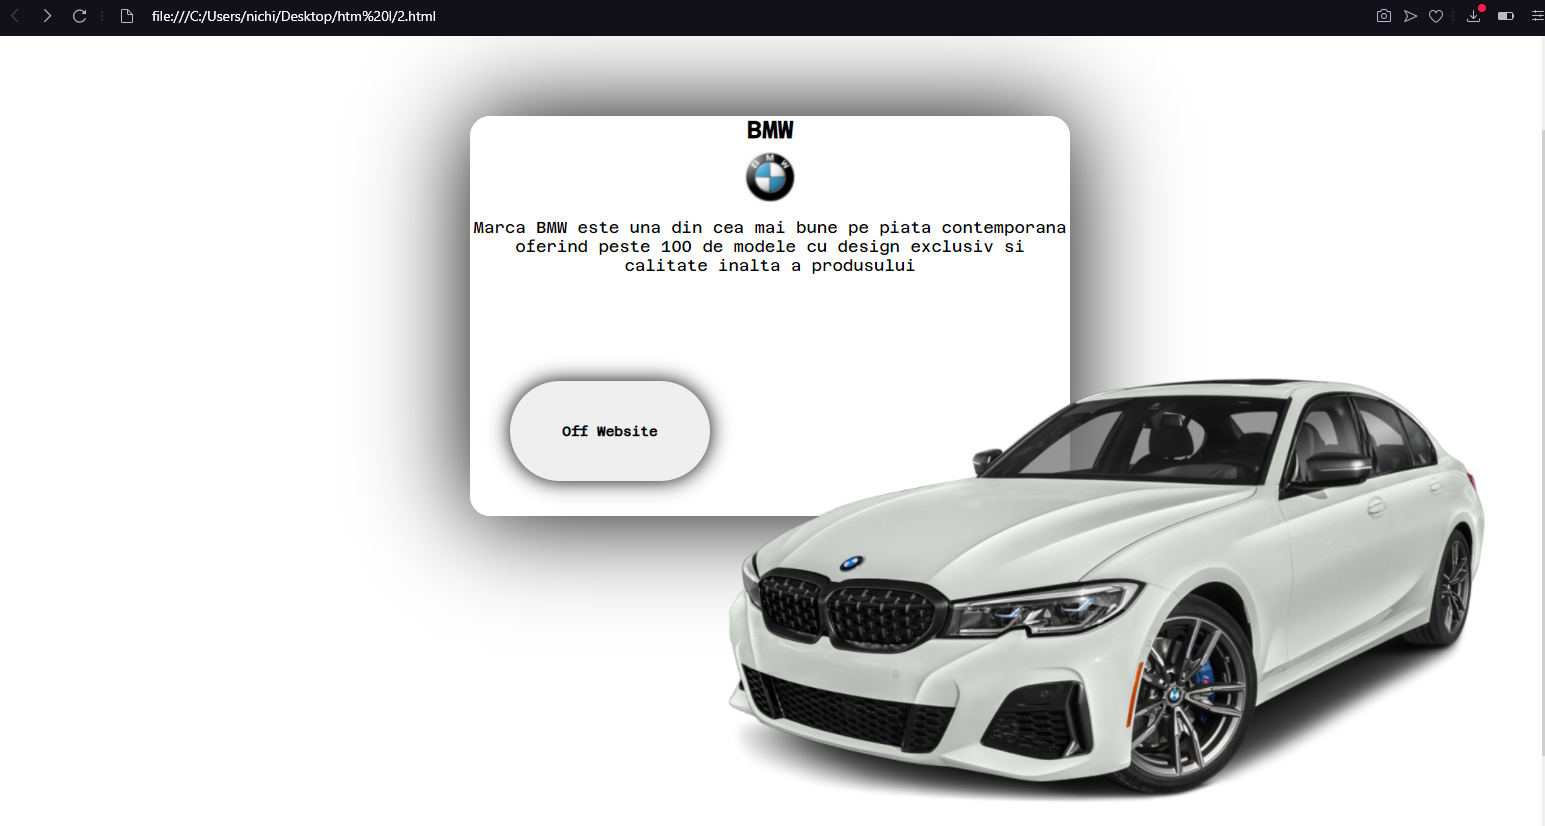 file:///C:/Users/nichi/Desktop/htm%20l/2.html
BMW
B M W
Marca BMW este una din cea mai bune pe piata contemporana
oferind peste 100 de modele cu design exclusiv si
calitate inalta a produsului
Off Website